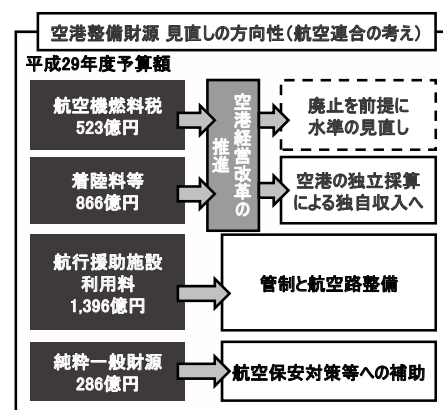 空港整備財源 見直しの方向性(航空連合の考え)
平成29年度予算額
航空機燃料税
523億円
空港経営改革の
推進
廃止を前提に
水準の見直し
着陸料等
866億円
空港の独立採算
による独自収入へ
航行援助施設
利用料
1,396億円
管制と航空路整備
純粋一般財源
286億円
航空保安対策等への補助